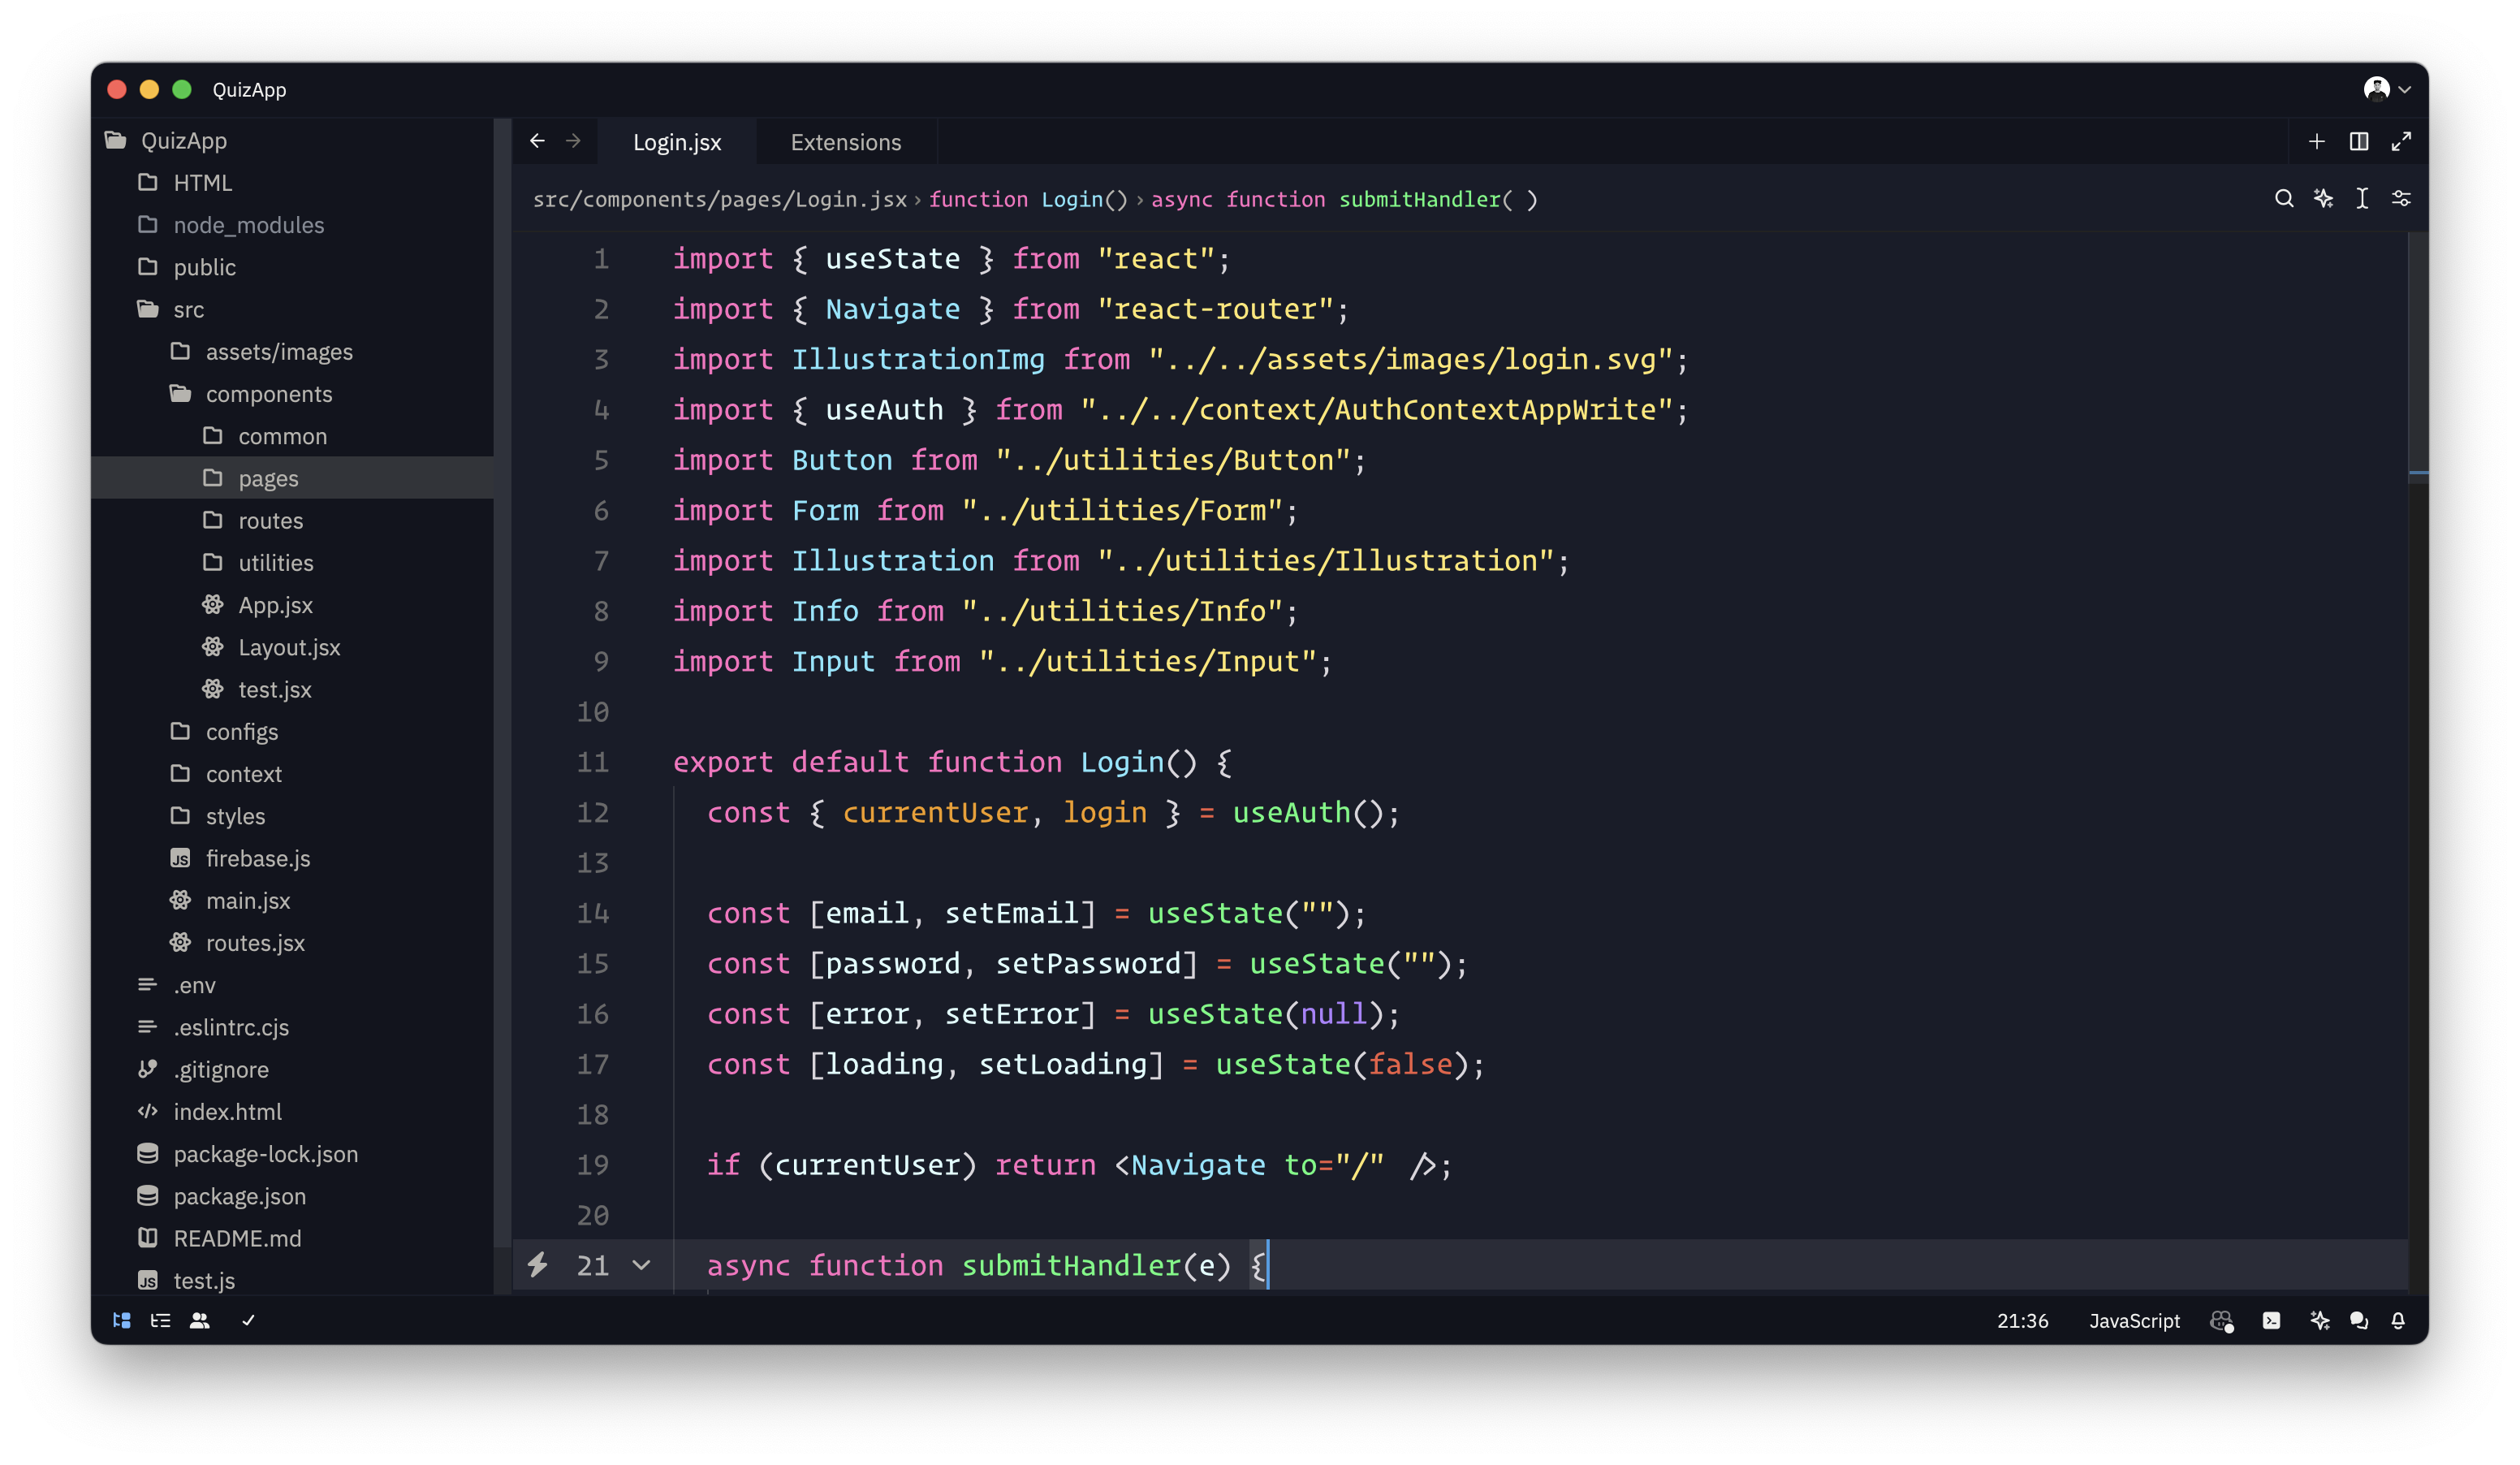 QuizApp
QuizApp
HTML
node_modules
public
src
assets/images
components
common
pages
routes
utilities
App.jsx
Layout.jsx
test.jsx
configs
context
styles
JS firebase.js
main.jsx
routes.jsx
.env
.eslintrc.cjs
.gitignore
</> index.html
package-lock.json
package.json
README.md
JS test.js
Login.jsx Extensions
src/components/pages/Login.jsx › function Login() › async function submitHandler( )
1 import { useState } from "react";
2 import { Navigate } from "react-router";
3 import IllustrationImg from "../../assets/images/login.svg";
4 import { useAuth } from "../../context/AuthContextAppWrite";
5 import Button from "../utilities/Button";
6 import Form from "../utilities/Form";
7 import Illustration from "../utilities/Illustration";
8 import Info from "../utilities/Info";
9 import Input from "../utilities/Input";
10
11 export default function Login() {
12 const { currentUser, login } = useAuth();
13
14 const [email, setEmail] = useState("");
15 const [password, setPassword] = useState("");
16 const [error, setError] = useState(null);
17 const [loading, setLoading] = useState(false);
18
19 if (currentUser) return <Navigate to="/" />;
20
21 async function submitHandler(e) {
21:36 JavaScript